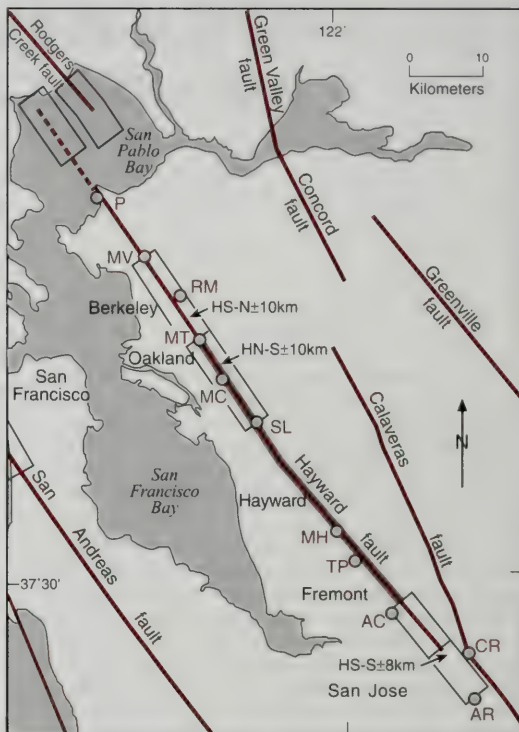 Rodgers
Creek fault
San
Pablo
Bay
122°
Green Valley
fault
0 10
Kilometers
P
Concord
fault
MV
RM
Berkeley
HS-N±10km
Greenville
fault
MT
Oakland
HN-S±10km
San
Francisco
MC
SL
Calaveras
fault
N
San
Andreas
fault
San
Francisco
Bay
Hayward
Hayward
fault
MH
TP
37°30'
Fremont
AC
CR
HS-S±8km
San Jose
AR